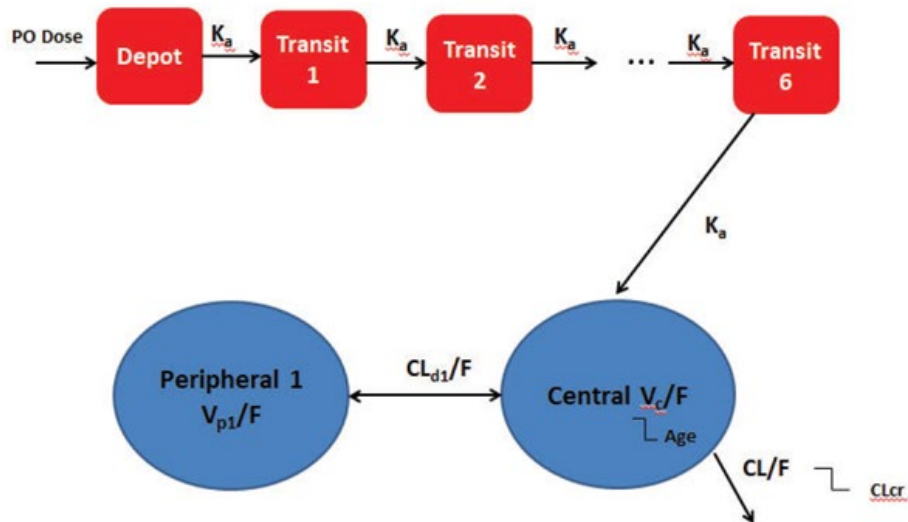 PO Dose
Depot
Ka
Transit
1
Ka
Transit
2
Ka
...
Ka
Transit
6
Ka
Peripheral 1
Vp1/F
CLd1/F
Central Vc/F
Age
CL/F
CLcr